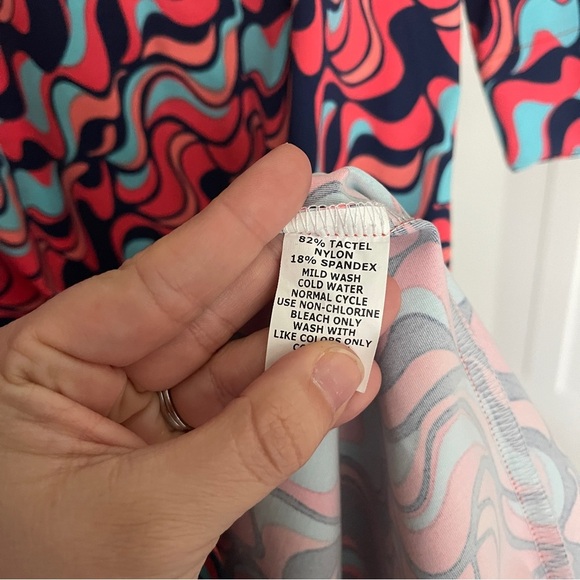 82% TACTEL
NYLON
18% SPANDEX
MILD WASH
COLD WATER
NORMAL CYCLE
USE NON-CHLORINE
BLEACH ONLY
WASH WITH
LIKE COLORS ONLY